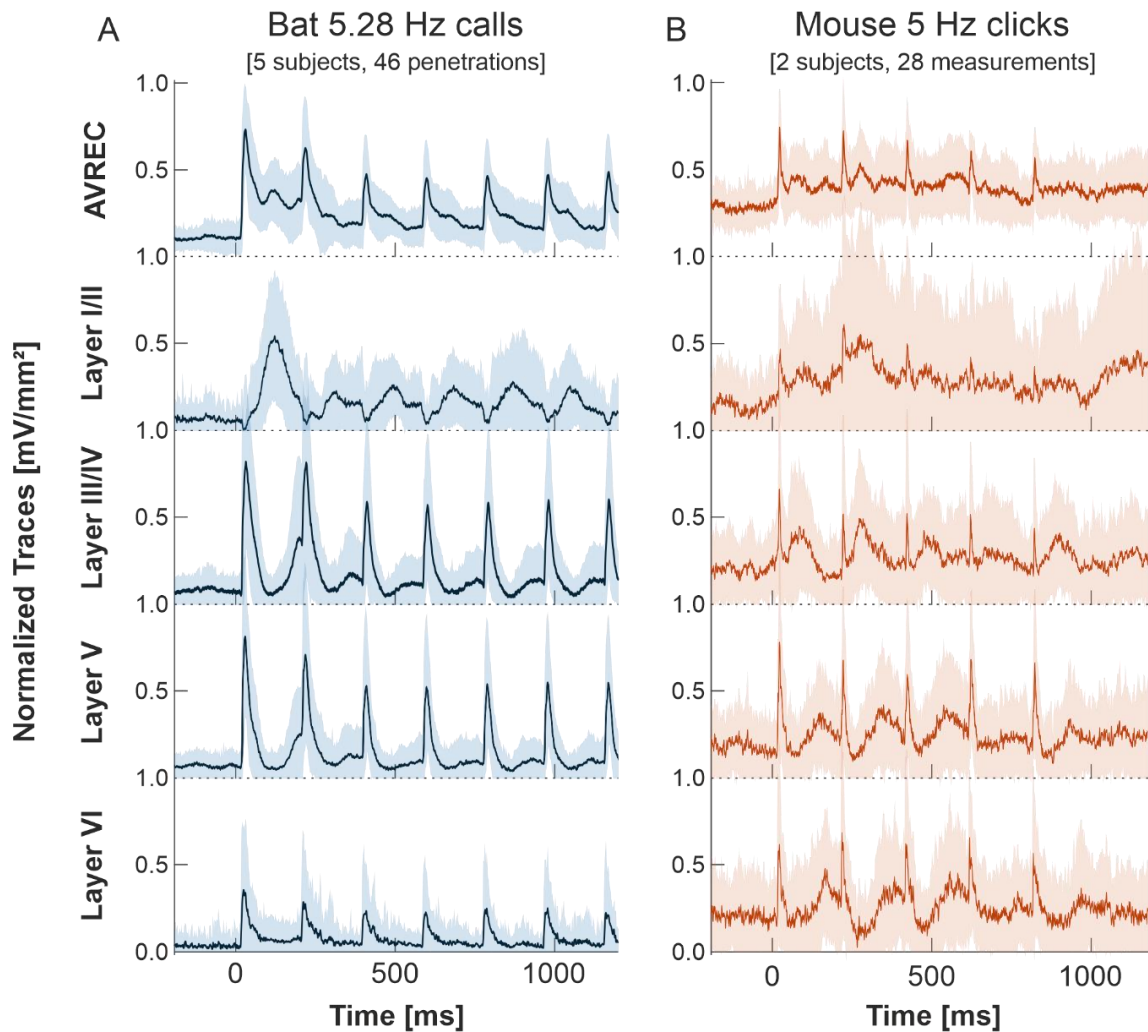 A
Bat 5.28 Hz calls
[5 subjects, 46 penetrations]
B
Mouse 5 Hz clicks
[2 subjects, 28 measurements]
Normalized Traces [mV/mm²]
AVREC
1.0
0.5
1.0
0.5
Layer I/II
1.0
0.5
1.0
0.5
Layer III/IV
1.0
0.5
1.0
0.5
Layer V
1.0
0.5
1.0
0.5
Layer VI
1.0
0.5
0.0
1.0
0.5
0.0
0
500
1000
Time [ms]
0
500
1000
Time [ms]